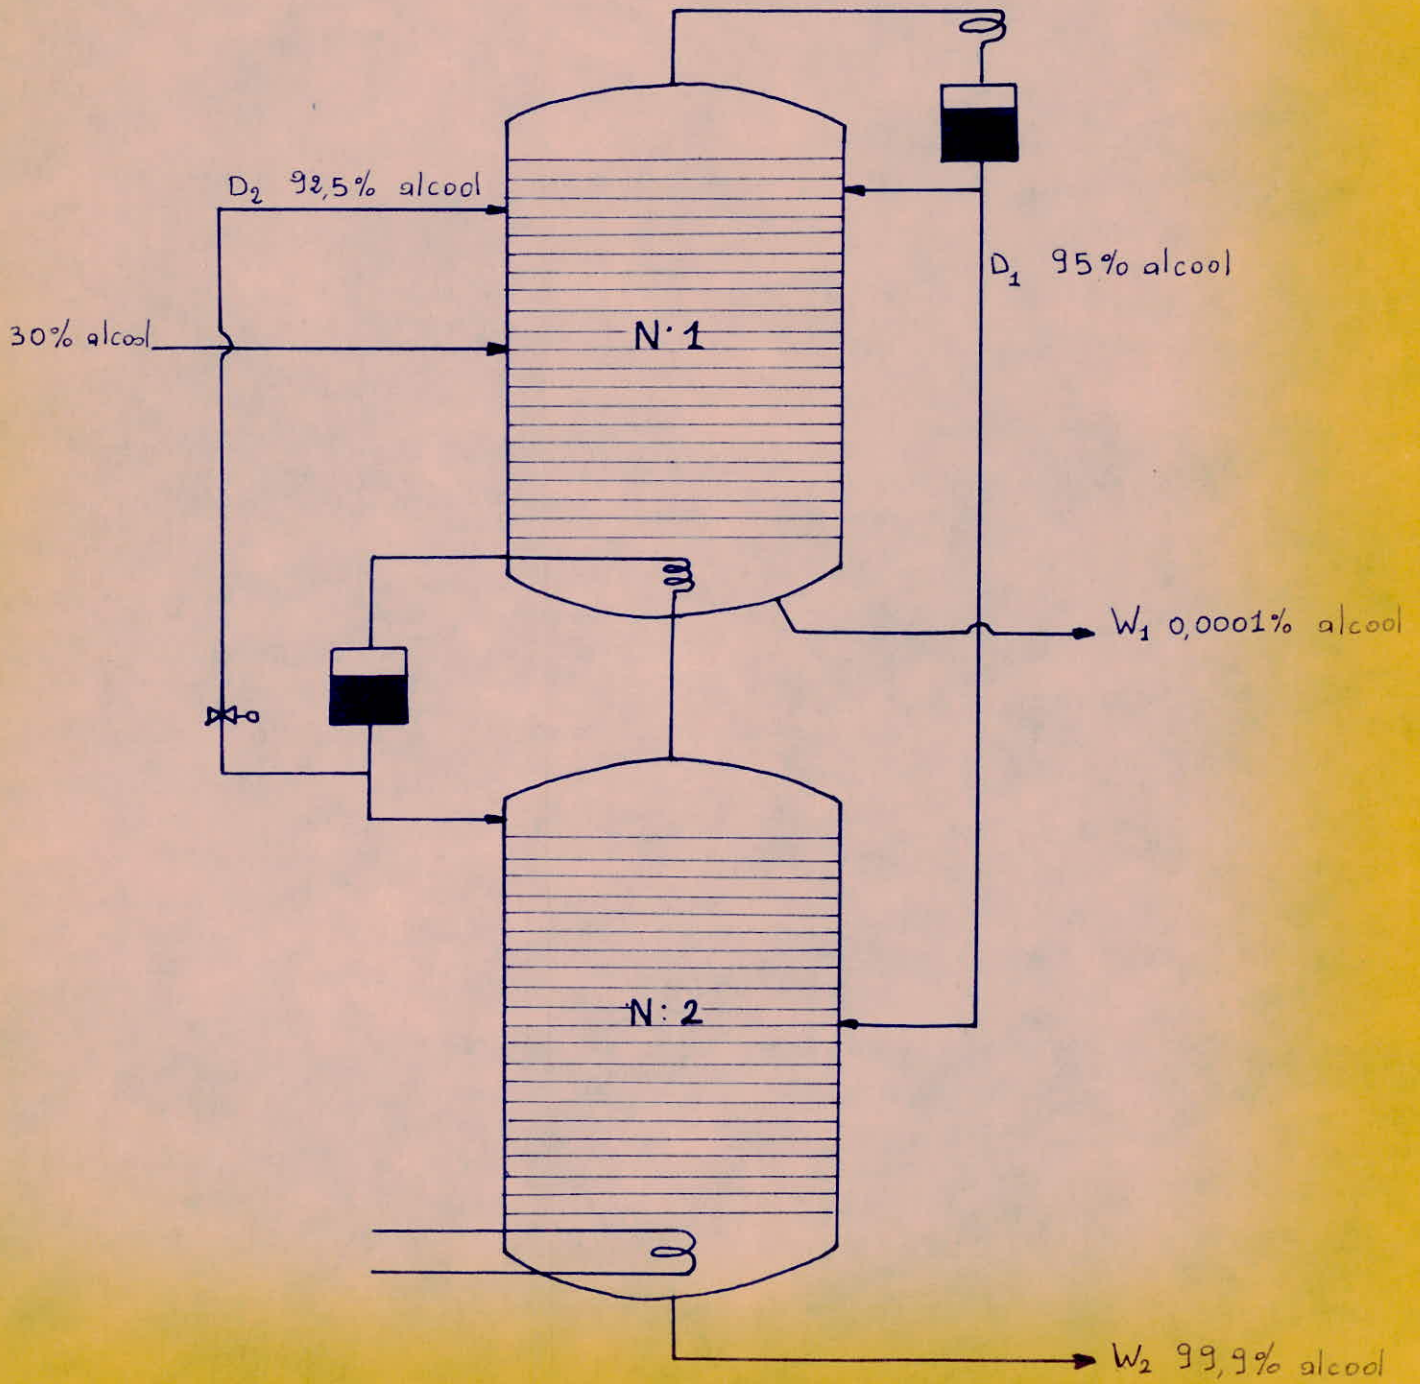 D₂ 92,5% alcool
D₁ 95% alcool
30% alcool
N·1
W₁ 0,0001% alcool
N:2
W₂ 99,9% alcool